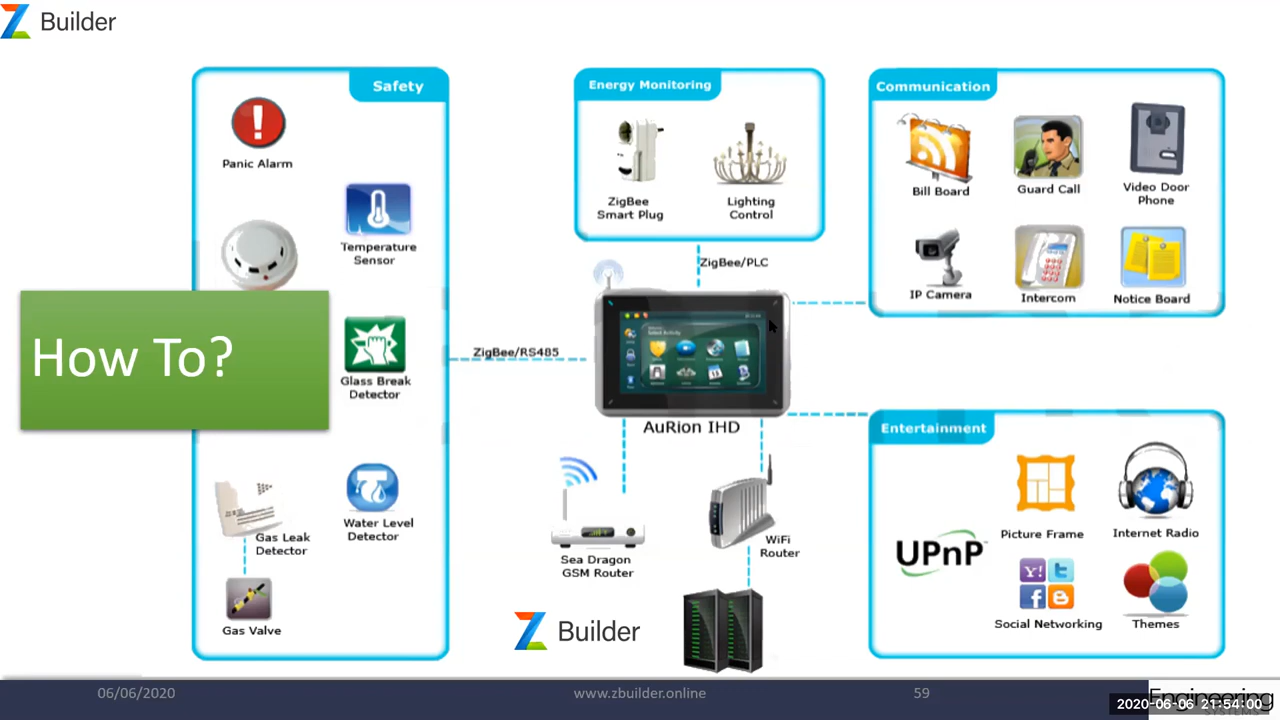 Builder
Safety
Panic Alarm
Temperature
Sensor
How To?
Glass Break
Detector
Gas Leak
Detector
Water Level
Detector
Gas Valve
Energy Monitoring
ZigBee
Smart Plug
Lighting
Control
ZigBee/PLC
ZigBee/RS485
AuRion IHD
Sea Dragon
GSM Router
WiFi
Router
Builder
Communication
Bill Board
Guard Call
Video Door
Phone
IP Camera
Intercom
Notice Board
Entertainment
UPnP
Picture Frame
Internet Radio
Social Networking
Themes
06/06/2020
www.zbuilder.online
59
Engineering
2020-06-06 21:54:00